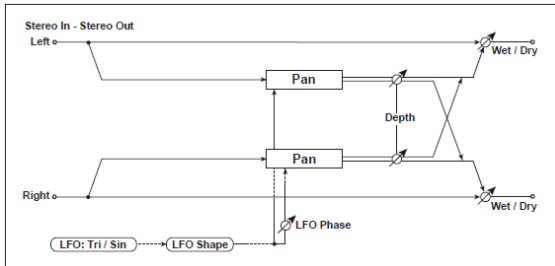 Stereo In - Stereo Out
Left
Wet / Dry
Pan
Depth
Pan
Right
Wet / Dry
LFO Phase
LFO: Tri / Sin
LFO Shape